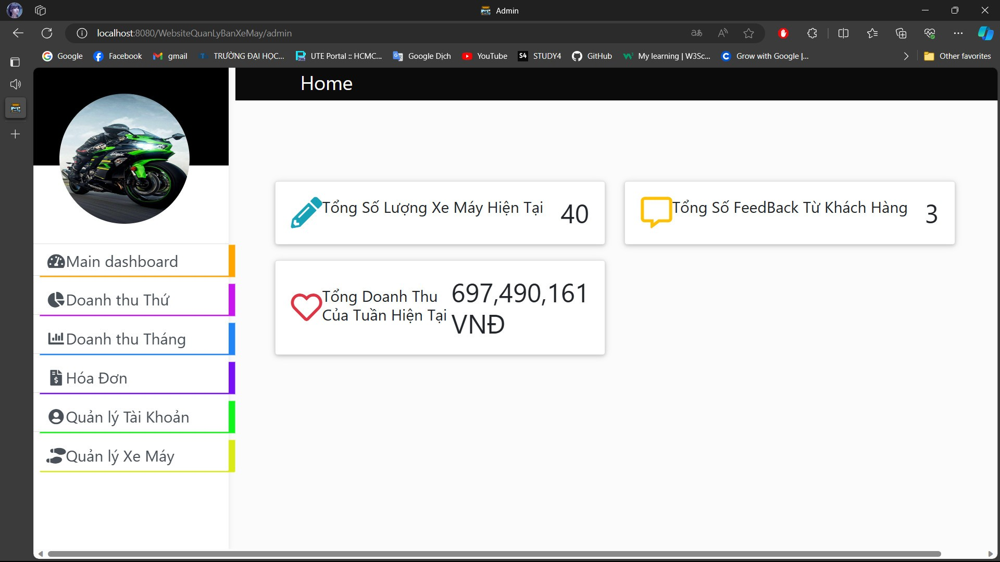 Admin
localhost:8080/WebsiteQuanLyBanXeMay/admin
Google
Facebook
gmail
TRƯỜNG ĐẠI HỌC...
UTE Portal :: HCMC...
Google Dịch
YouTube
S4 STUDY4
GitHub
My learning | W3Sc...
Grow with Google |...
Other favorites
Home
Tổng Số Lượng Xe Máy Hiện Tại
40
Tổng Số FeedBack Từ Khách Hàng
3
Tổng Doanh Thu
Của Tuần Hiện Tại
697,490,161
VNĐ
Main dashboard
Doanh thu Thứ
Doanh thu Tháng
Hóa Đơn
Quản lý Tài Khoản
Quản lý Xe Máy